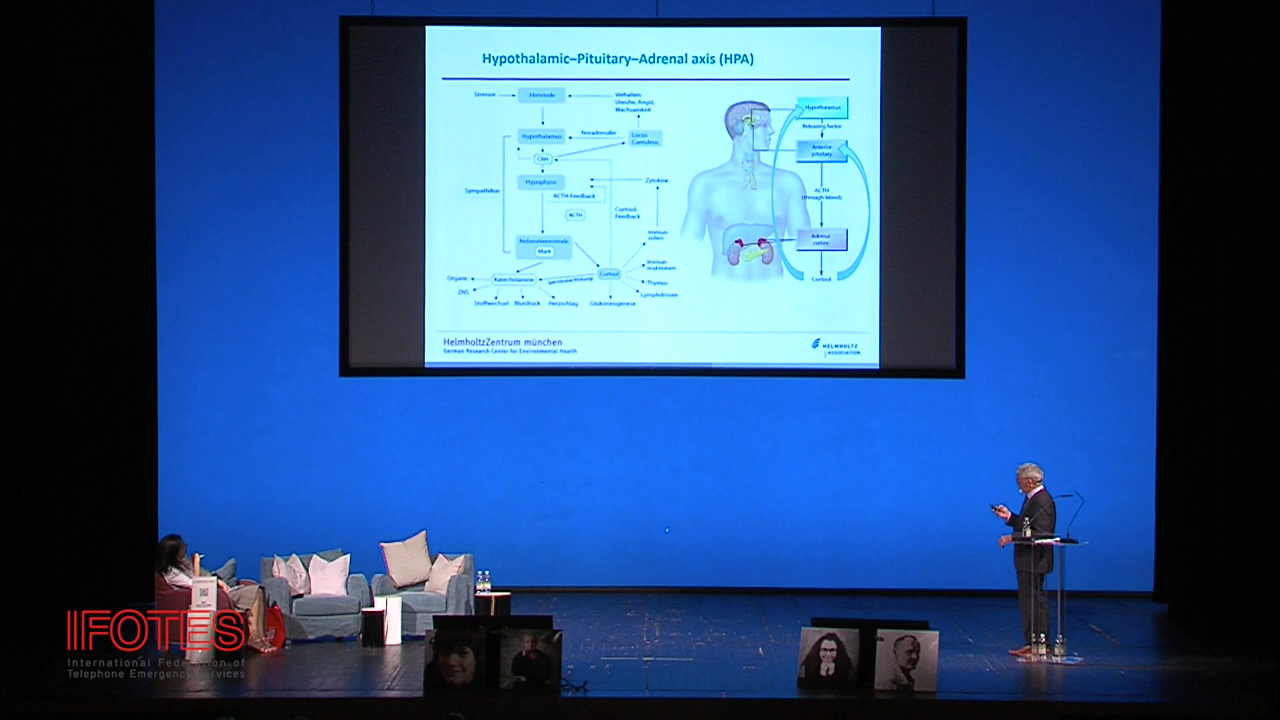 Hypothalamic–Pituitary–Adrenal axis (HPA)
Stressor
Hirnrinde
Verhalten:
Unruhe, Angst,
Wachsamkeit
Hypothalamus
Noradrenalin
Locus
Caeruleus
CRH
Hypophyse
Zytokine
Sympathikus
ACTH-Feedback
ACTH
Cortisol-
Feedback
Nebennierenrinde
Mark
Immun-
zellen
Organe
Katecholamine
Cortisol
Immun-
reaktionen
ZNS
Thymus
Lymphdrüsen
Stoffwechsel
Blutdruck
Herzschlag
Glukoneogenese
Hypothalamus
Releasing factor
Anterior
pituitary
ACTH
(through blood)
Adrenal
cortex
Cortisol
HelmholtzZentrum münchen
German Research Center for Environmental Health
HELMHOLTZ
ASSOCIATION
IFOTES
International Federation of
Telephone Emergency Services